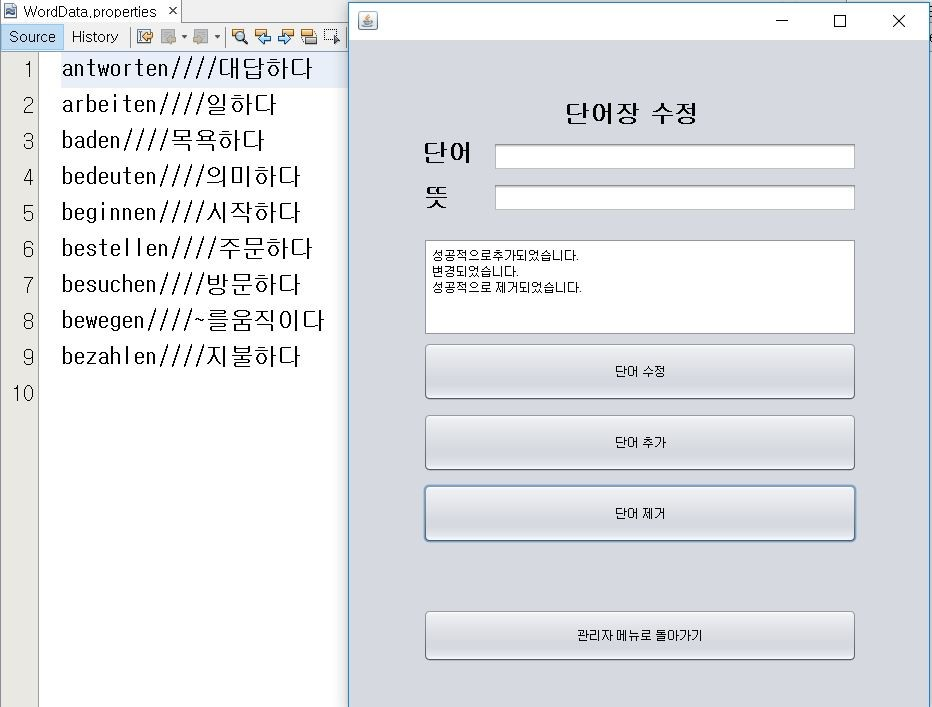 WordData.properties
Source History
1 antworten////대답하다
2 arbeiten////일하다
3 baden////목욕하다
4 bedeuten////의미하다
5 beginnen////시작하다
6 bestellen////주문하다
7 besuchen////방문하다
8 bewegen////~를움직이다
9 bezahlen////지불하다
10
단어장 수정
단어
뜻
성공적으로추가되었습니다.
변경되었습니다.
성공적으로 제거되었습니다.
단어 수정
단어 추가
단어 제거
관리자 메뉴로 돌아가기